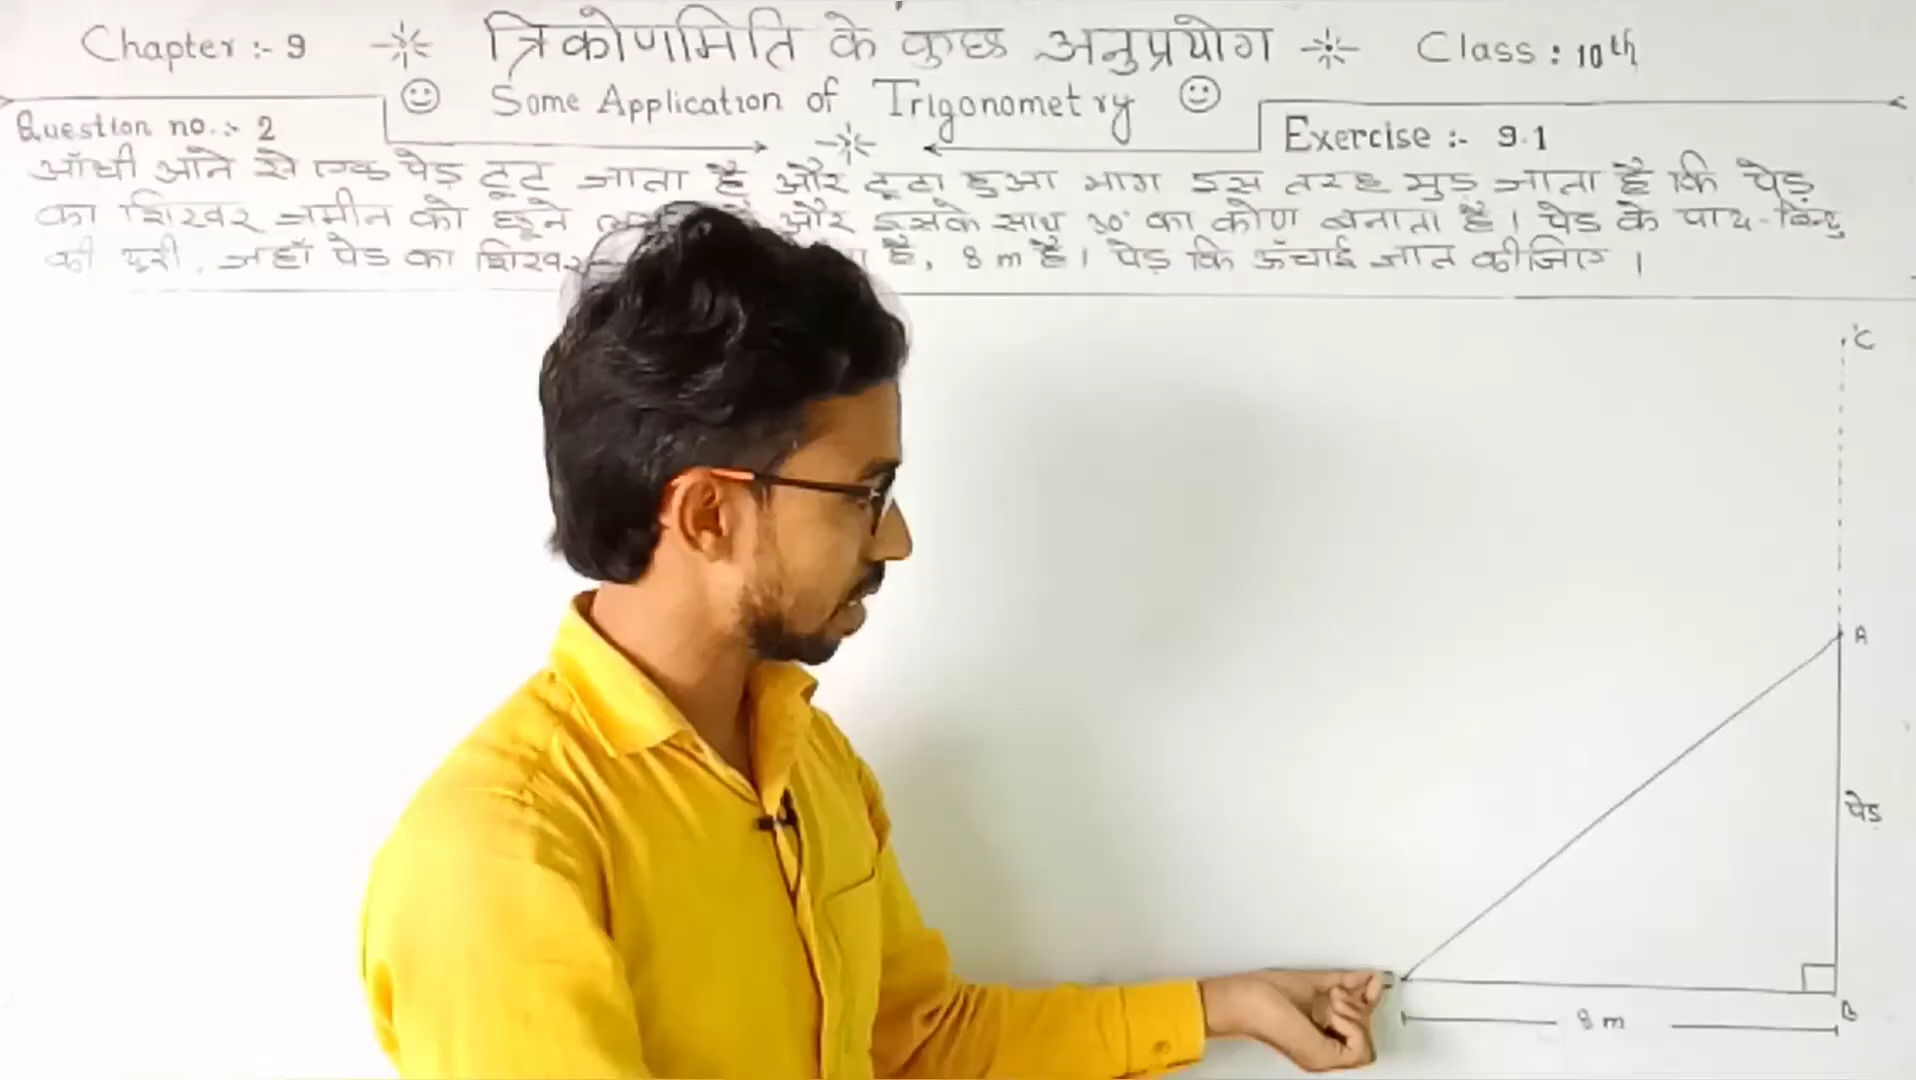 Chapter :- 9 त्रिकोणमिति के कुछ अनुप्रयोग Class : 10th
Some Application of Trigonometry
Question no. :- 2
Exercise :- 9.1
आँधी आने से एक पेड़ टूट जाता है और टूटा हुआ भाग इस तरह मुड़ जाता है कि पेड़
का शिखर जमीन को छूने और इसके साथ 30° का कोण बनाता है। पेड के पाद-बिन्दु
की दूरी, जहाँ पेड का शिखर है, 8 m है। पेड़ कि ऊँचाई ज्ञात कीजिए।
C
A
पेड
B
8 m